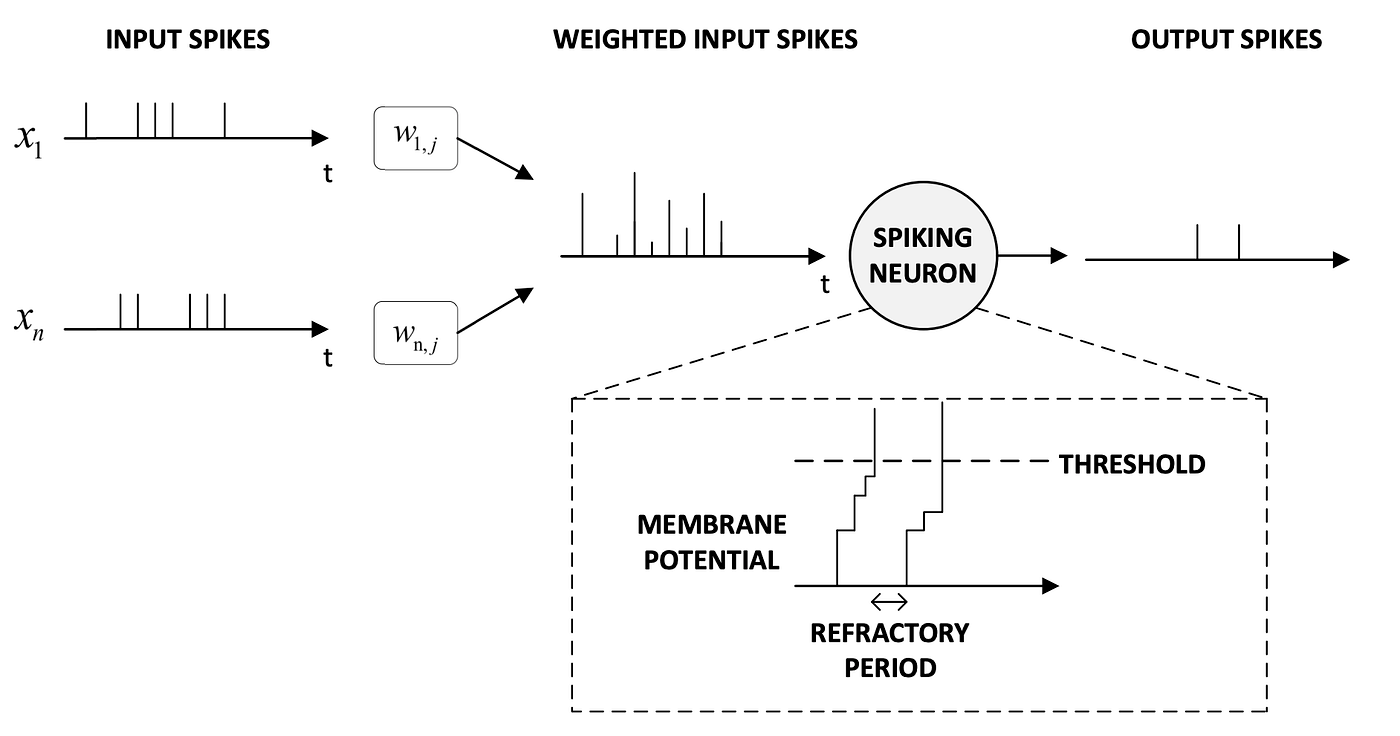 INPUT SPIKES
WEIGHTED INPUT SPIKES
OUTPUT SPIKES
x1
t
w1,j
xn
t
wn,j
t
SPIKING
NEURON
THRESHOLD
MEMBRANE
POTENTIAL
REFRACTORY
PERIOD